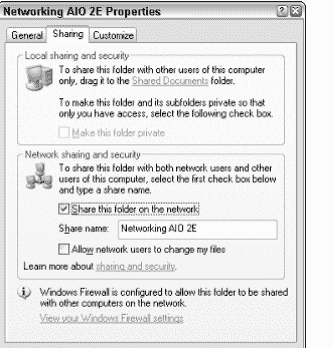 Networking AIO 2E Properties
General Sharing Customize
Local sharing and security
To share this folder with other users of this computer
only, drag it to the Shared Documents folder.
To make this folder and its subfolders private so that
only you have access, select the following check box.
Make this folder private
Network sharing and security
To share this folder with both network users and other
users of this computer, select the first check box below
and type a share name.
Share this folder on the network
Share name: Networking AIO 2E
Allow network users to change my files
Learn more about sharing and security.
Windows Firewall is configured to allow this folder to be shared
with other computers on the network.
View your Windows Firewall settings